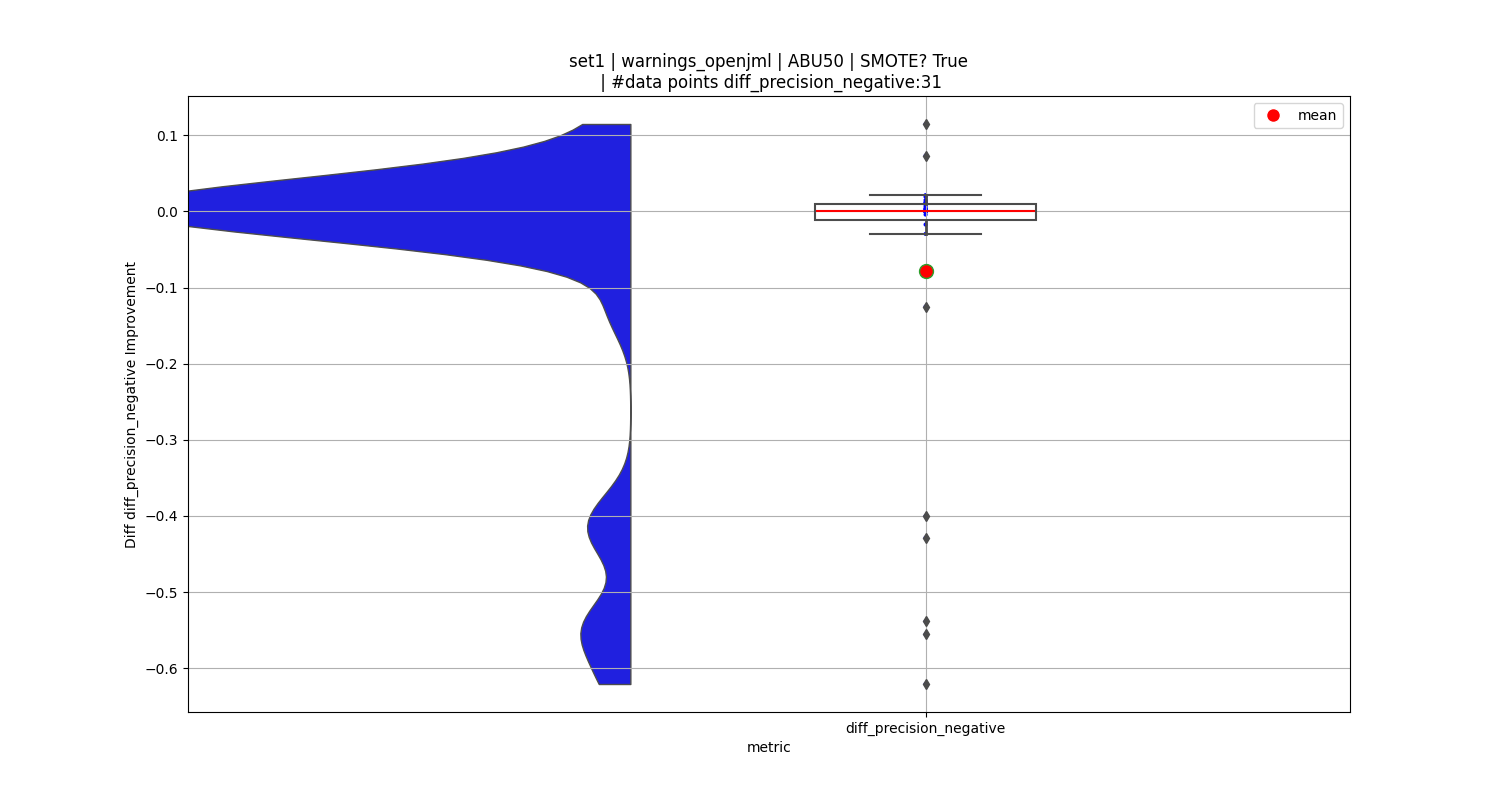 set1 | warnings_openjml | ABU50 | SMOTE? True
| #data points diff_precision_negative:31
mean
0.1
0.0
−0.1
−0.2
−0.3
−0.4
−0.5
−0.6
Diff diff_precision_negative Improvement
diff_precision_negative
metric